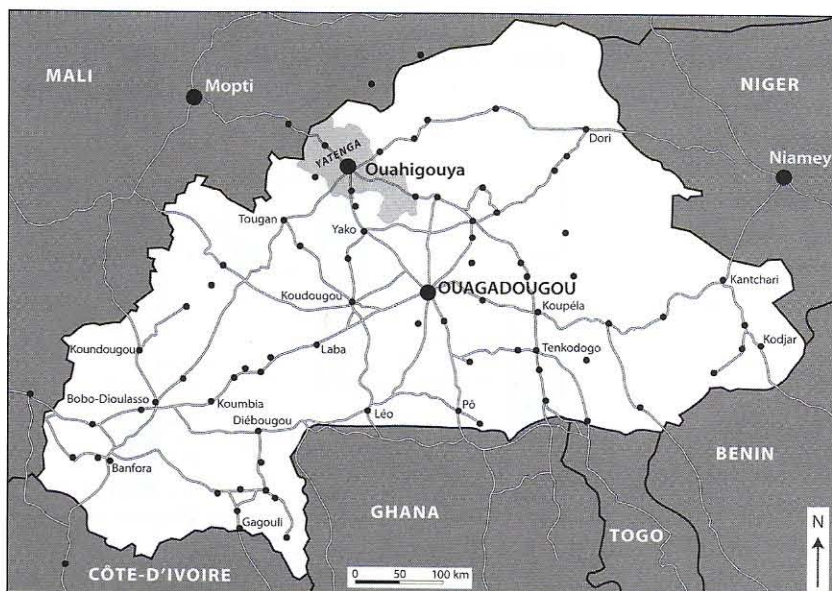 MALI
Mopti
NIGER
YATENGA
Dori
Ouahigouya
Niamey
Tougan
Yako
OUAGADOUGOU
Kantchari
Koudougou
Koupéla
Koundougou
Laba
Tenkodogo
Kodjar
Bobo-Dioulasso
Koumbia
Léo
Pô
Diébougou
BENIN
Banfora
GHANA
Gagouli
TOGO
N
CÔTE-D'IVOIRE
0 50 100 km